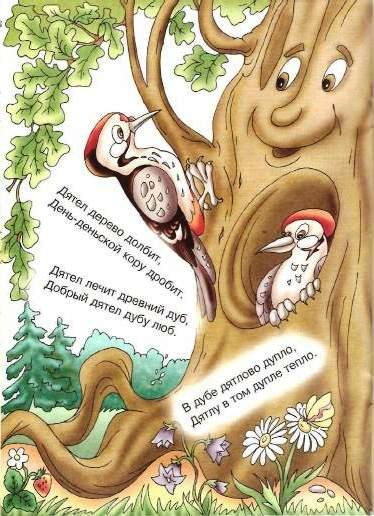 Дятел дерево долбит,
День-деньской кору дробит.
Дятел лечит древний дуб,
Добрый дятел дубу люб.
В дубе дятлово дупло,
Дятлу в том дупле тепло.